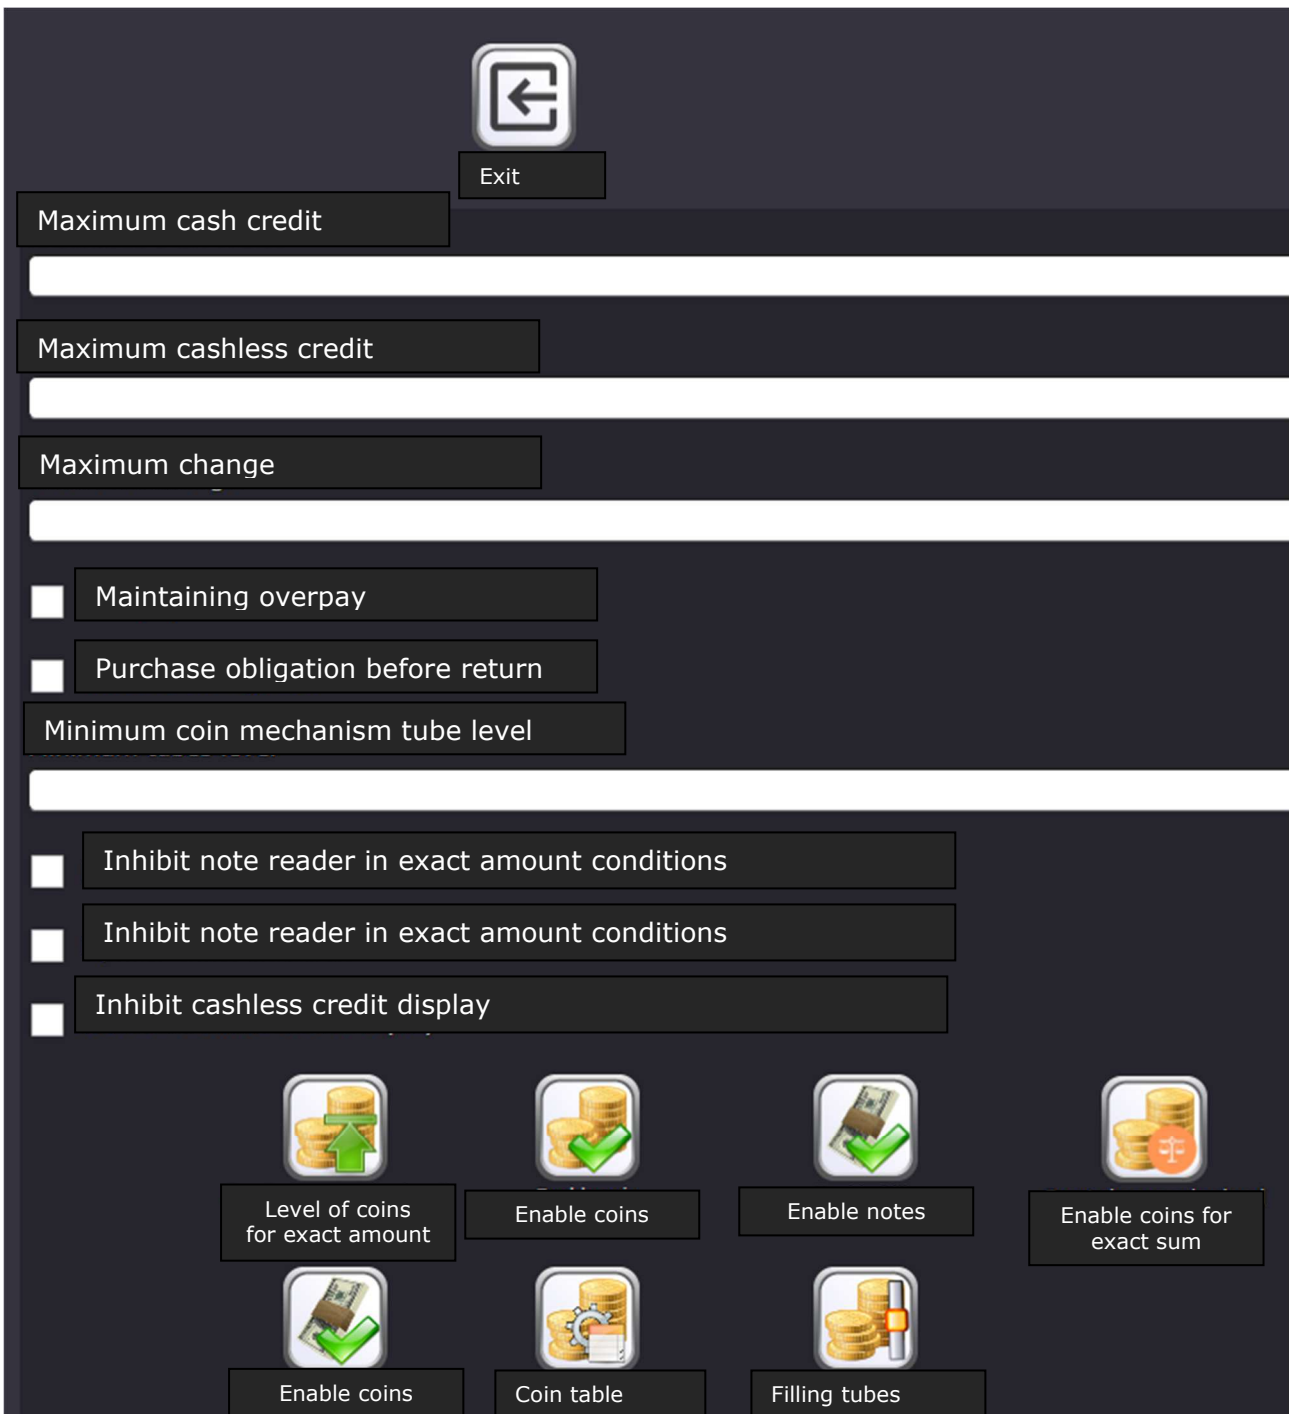 Exit
Maximum cash credit
Maximum cashless credit
Maximum change
Maintaining overpay
Purchase obligation before return
Minimum coin mechanism tube level
Inhibit note reader in exact amount conditions
Inhibit note reader in exact amount conditions
Inhibit cashless credit display
Level of coins
for exact amount
Enable coins
Enable notes
Enable coins for
exact sum
Enable coins
Coin table
Filling tubes